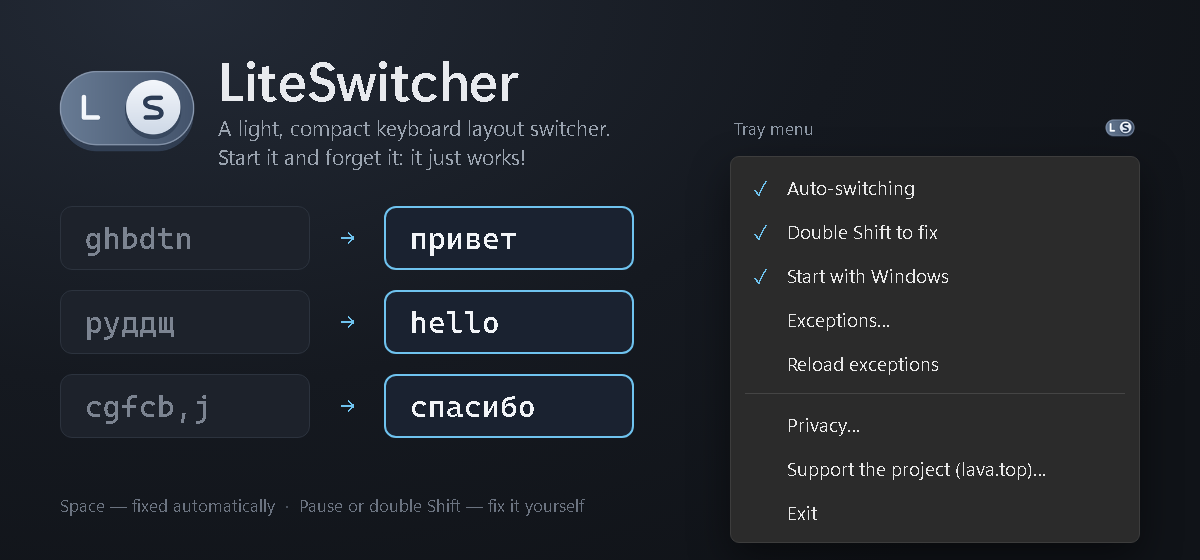 L S
LiteSwitcher
A light, compact keyboard layout switcher.
Start it and forget it: it just works!
ghbdtn → привет
руддщ → hello
cgfcb,j → спасибо
Space — fixed automatically · Pause or double Shift — fix it yourself
Tray menu
L S
✓ Auto-switching
✓ Double Shift to fix
✓ Start with Windows
Exceptions...
Reload exceptions
Privacy...
Support the project (lava.top)...
Exit